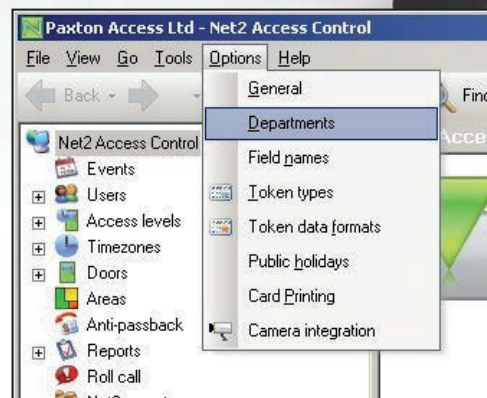 Paxton Access Ltd - Net2 Access Control
File View Go Tools Options Help
Back
General
Departments
Field names
Token types
Token data formats
Public holidays
Card Printing
Camera integration
Net2 Access Control
Events
Users
Access levels
Timezones
Doors
Areas
Anti-passback
Reports
Roll call